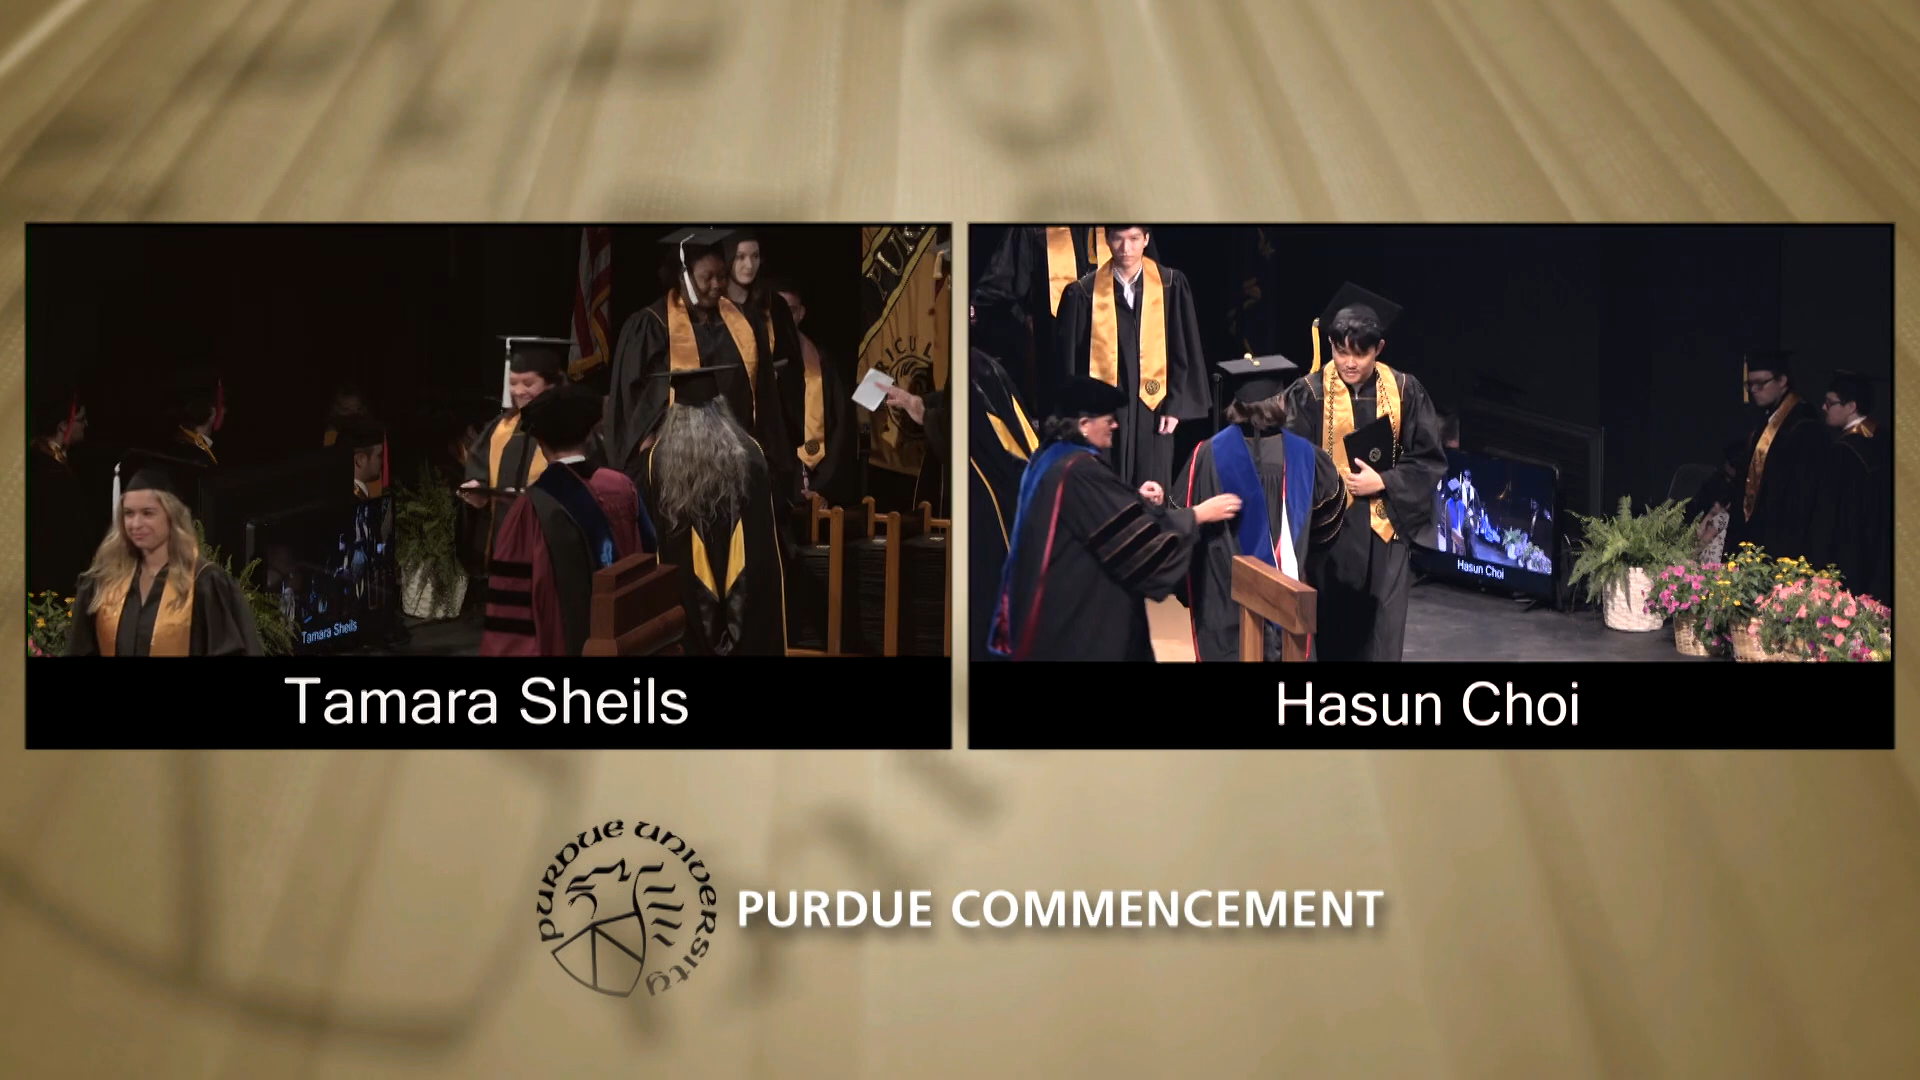 Tamara Sheils
Tamara Sheils
Hasun Choi
Hasun Choi
PURDUE UNIVERSITY
PURDUE COMMENCEMENT